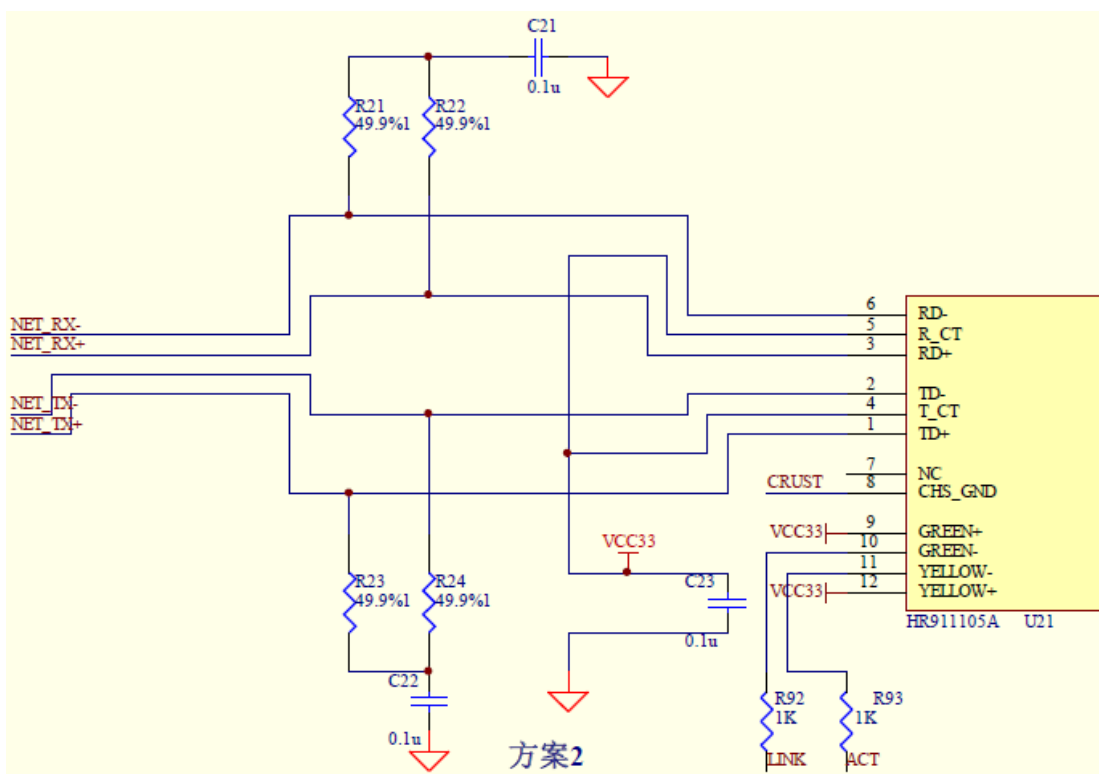 C21
0.1u
R21
49.9%1
R22
49.9%1
NET_RX-
NET_RX+
NET_TX-
NET_TX+
6 RD-
5 R_CT
3 RD+
2 TD-
4 T_CT
1 TD+
7 NC
CRUST 8 CHS_GND
VCC33 9 GREEN+
10 GREEN-
11 YELLOW-
VCC33 12 YELLOW+
HR911105A U21
VCC33
R23
49.9%1
R24
49.9%1
C23
0.1u
C22
0.1u
R92
1K
R93
1K
LINK
ACT
方案2